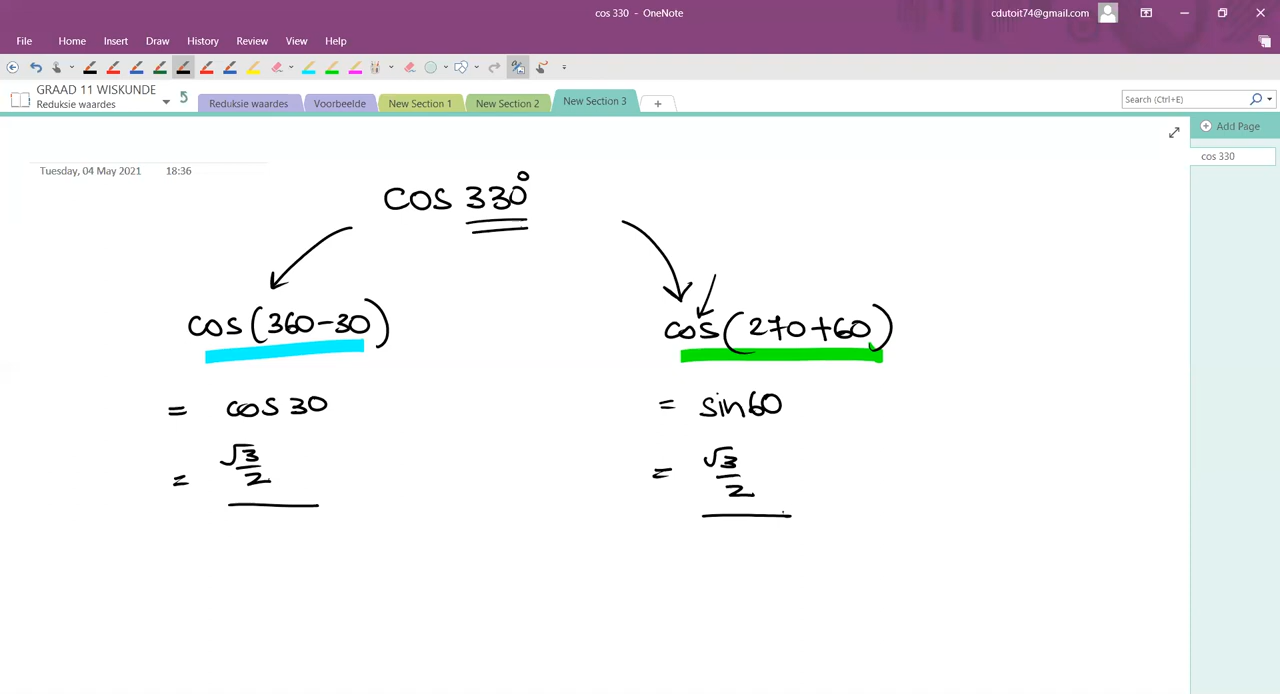 cos 330 - OneNote
cdutoit74@gmail.com
File Home Insert Draw History Review View Help
GRAAD 11 WISKUNDE
Reduksie waardes
Reduksie waardes
Voorbeelde
New Section 1
New Section 2
New Section 3
+
Search (Ctrl+E)
Add Page
cos 330
Tuesday, 04 May 2021 18:36
cos 330°
cos(360-30)
= cos 30
= √3/2
cos(270+60)
= sin60
= √3/2